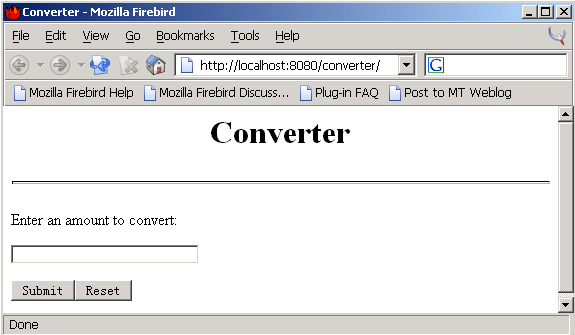 Converter - Mozilla Firebird
File Edit View Go Bookmarks Tools Help
http://localhost:8080/converter/ G
Mozilla Firebird Help Mozilla Firebird Discuss... Plug-in FAQ Post to MT Weblog
Converter
Enter an amount to convert:
Submit Reset
Done